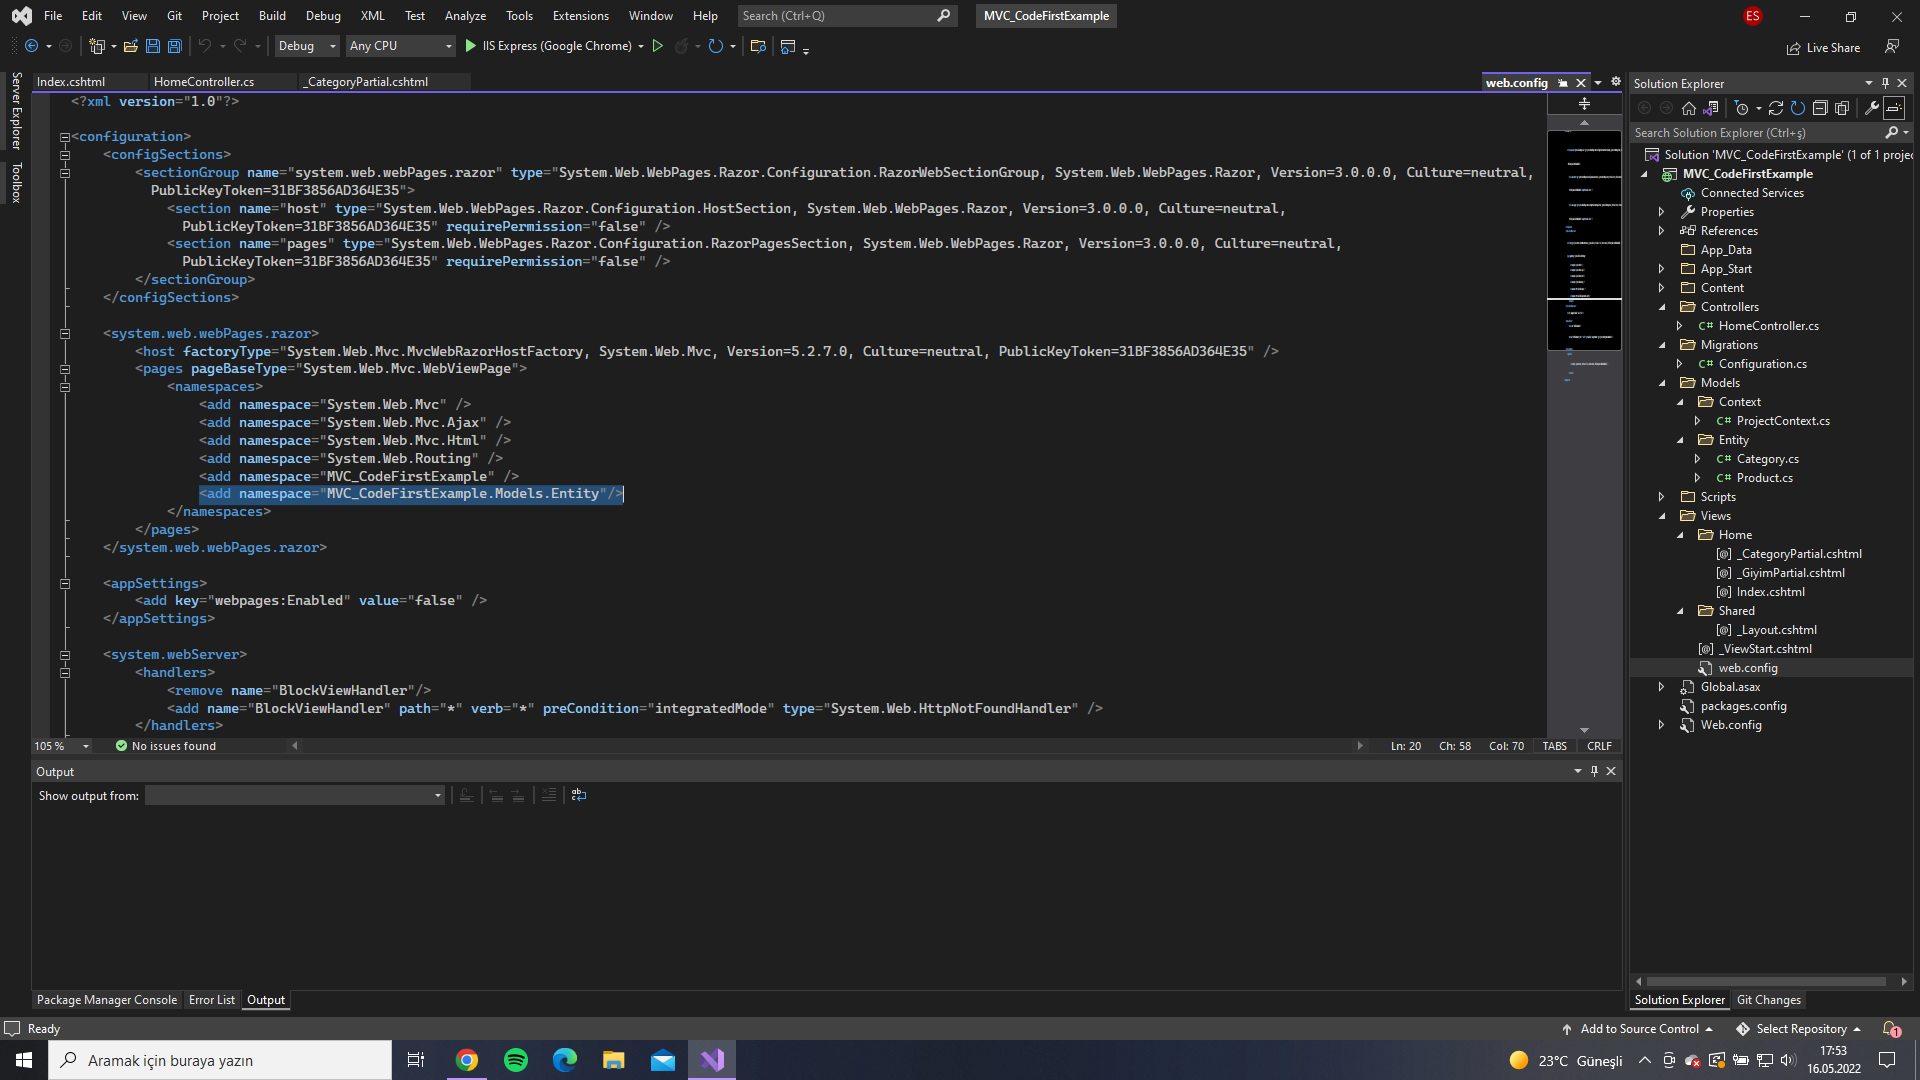 File Edit View Git Project Build Debug XML Test Analyze Tools Extensions Window Help Search (Ctrl+Q) MVC_CodeFirstExample ES
Debug Any CPU IIS Express (Google Chrome) Live Share
Server Explorer
Toolbox
Index.cshtml HomeController.cs _CategoryPartial.cshtml web.config
<?xml version="1.0"?>
<configuration>
<configSections>
<sectionGroup name="system.web.webPages.razor" type="System.Web.WebPages.Razor.Configuration.RazorWebSectionGroup, System.Web.WebPages.Razor, Version=3.0.0.0, Culture=neutral,
PublicKeyToken=31BF3856AD364E35">
<section name="host" type="System.Web.WebPages.Razor.Configuration.HostSection, System.Web.WebPages.Razor, Version=3.0.0.0, Culture=neutral,
PublicKeyToken=31BF3856AD364E35" requirePermission="false" />
<section name="pages" type="System.Web.WebPages.Razor.Configuration.RazorPagesSection, System.Web.WebPages.Razor, Version=3.0.0.0, Culture=neutral,
PublicKeyToken=31BF3856AD364E35" requirePermission="false" />
</sectionGroup>
</configSections>
<system.web.webPages.razor>
<host factoryType="System.Web.Mvc.MvcWebRazorHostFactory, System.Web.Mvc, Version=5.2.7.0, Culture=neutral, PublicKeyToken=31BF3856AD364E35" />
<pages pageBaseType="System.Web.Mvc.WebViewPage">
<namespaces>
<add namespace="System.Web.Mvc" />
<add namespace="System.Web.Mvc.Ajax" />
<add namespace="System.Web.Mvc.Html" />
<add namespace="System.Web.Routing" />
<add namespace="MVC_CodeFirstExample" />
<add namespace="MVC_CodeFirstExample.Models.Entity"/>
</namespaces>
</pages>
</system.web.webPages.razor>
<appSettings>
<add key="webpages:Enabled" value="false" />
</appSettings>
<system.webServer>
<handlers>
<remove name="BlockViewHandler"/>
<add name="BlockViewHandler" path="*" verb="*" preCondition="integratedMode" type="System.Web.HttpNotFoundHandler" />
</handlers>
105 % No issues found Ln: 20 Ch: 58 Col: 70 TABS CRLF
Output
Show output from:
Package Manager Console Error List Output
Solution Explorer
Search Solution Explorer (Ctrl+ş)
Solution 'MVC_CodeFirstExample' (1 of 1 projec
MVC_CodeFirstExample
Connected Services
Properties
References
App_Data
App_Start
Content
Controllers
C# HomeController.cs
Migrations
C# Configuration.cs
Models
Context
C# ProjectContext.cs
Entity
C# Category.cs
C# Product.cs
Scripts
Views
Home
[@] _CategoryPartial.cshtml
[@] _GiyimPartial.cshtml
[@] Index.cshtml
Shared
[@] _Layout.cshtml
[@] _ViewStart.cshtml
web.config
Global.asax
packages.config
Web.config
Solution Explorer Git Changes
Ready Add to Source Control Select Repository 1
Aramak için buraya yazın 23°C Güneşli 17:53
16.05.2022